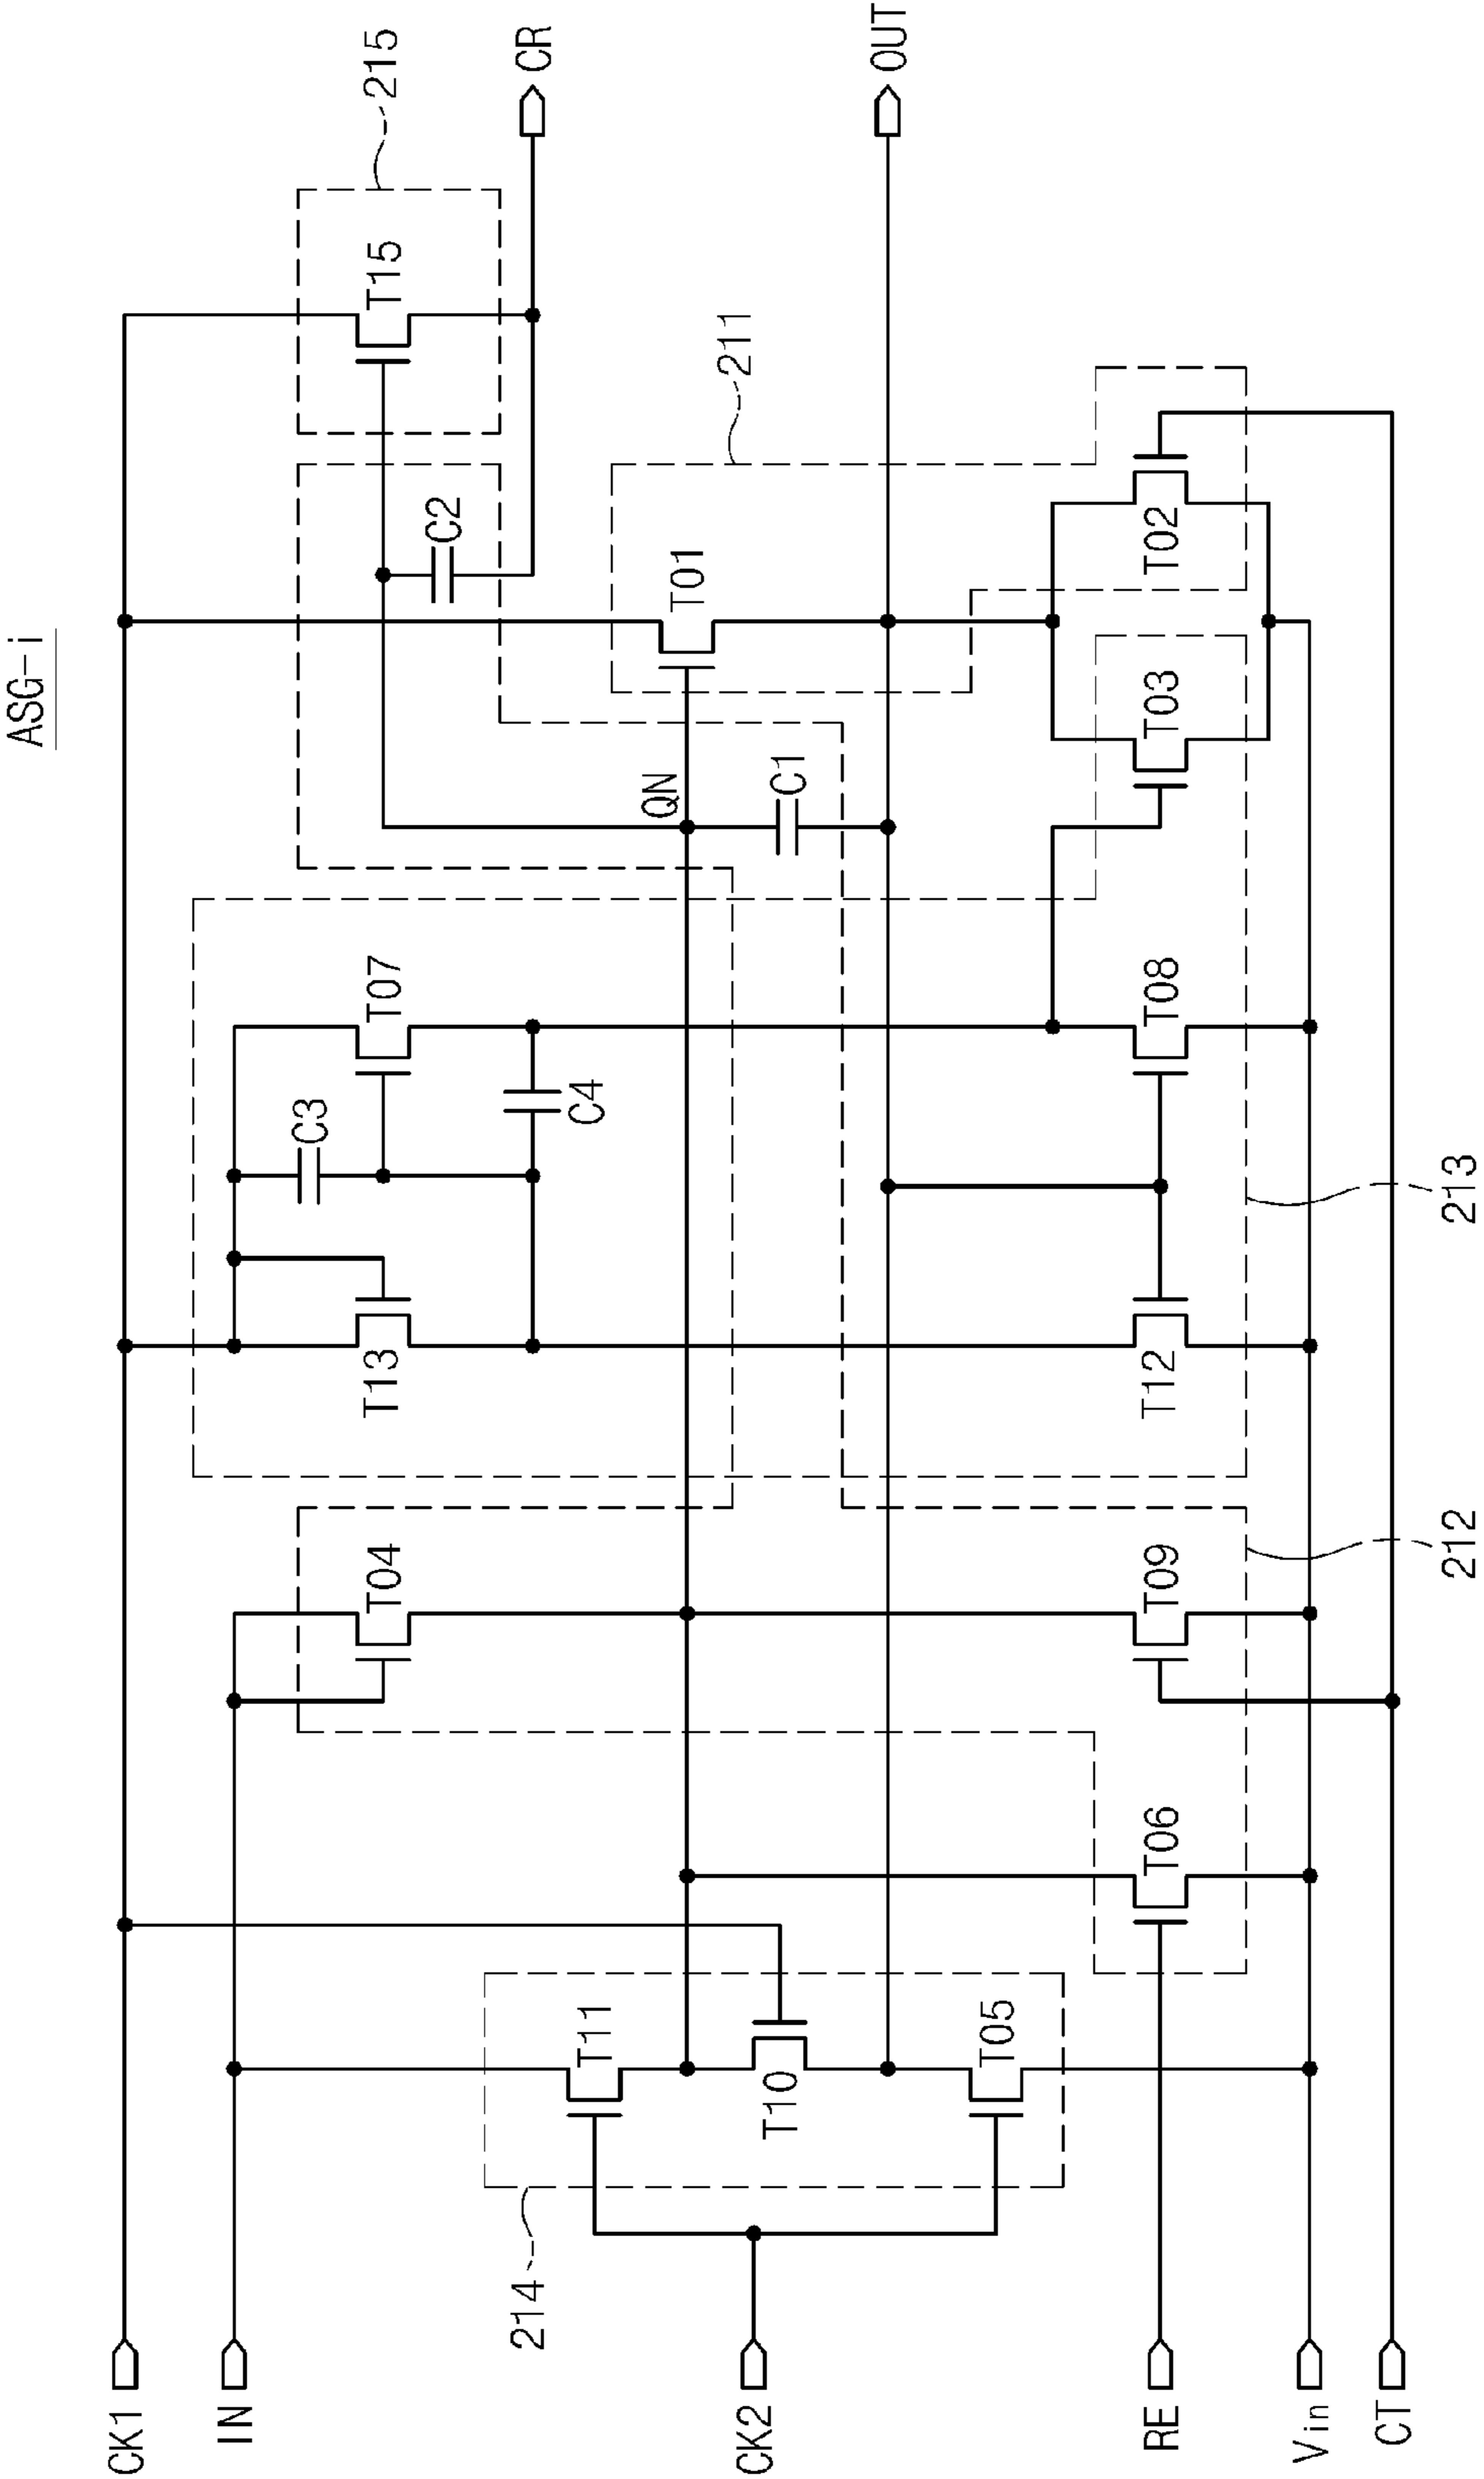 ASG-i
CK1
IN
CK2
RE
Vin
CT
CR
OUT
215
T15
C2
T01
211
T02
T03
QN
C1
T07
C3
C4
T08
T13
T12
213
T04
T09
212
T06
T11
T10
T05
214